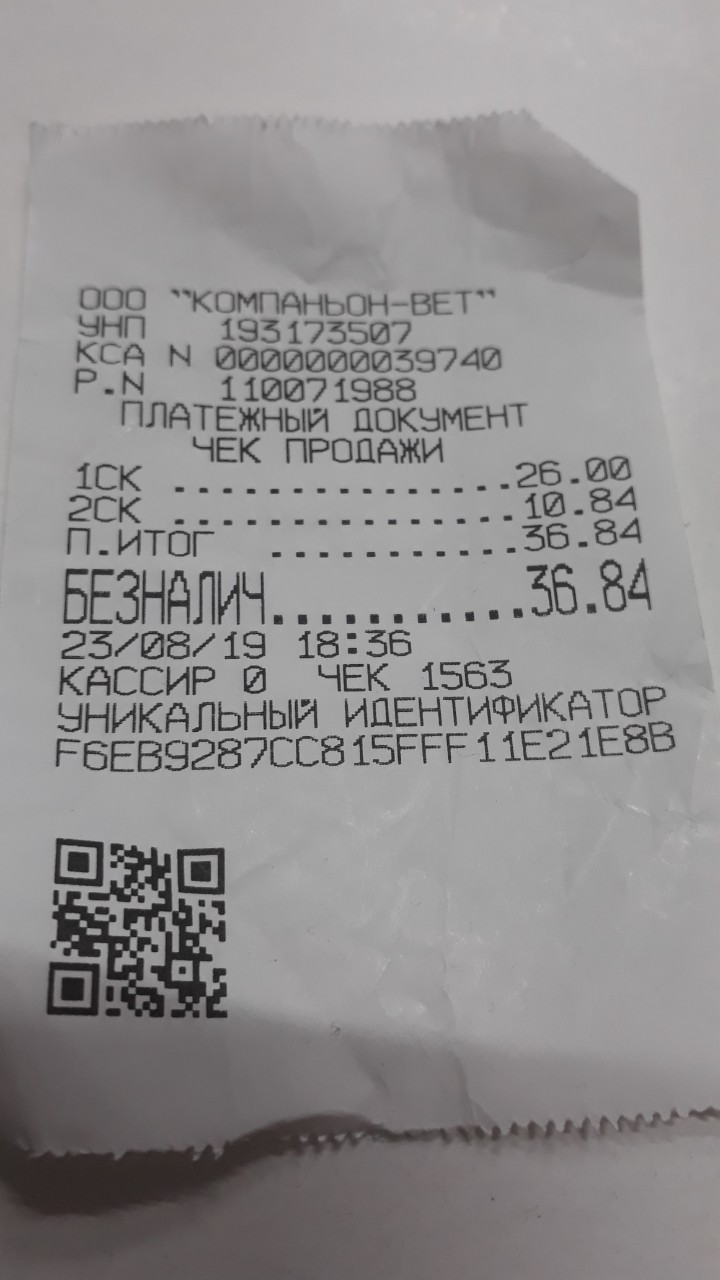 ООО "КОМПАНЬОН-ВЕТ"
УНП 193173507
КСА N 0000000039740
Р.N 110071988
ПЛАТЕЖНЫЙ ДОКУМЕНТ
ЧЕК ПРОДАЖИ
1СК ................26.00
2СК ................10.84
П.ИТОГ ............36.84
БЕЗНАЛИЧ...........36.84
23/08/19 18:36
КАССИР 0 ЧЕК 1563
УНИКАЛЬНЫЙ ИДЕНТИФИКАТОР
F6EB9287CC815FFF11E21E8B